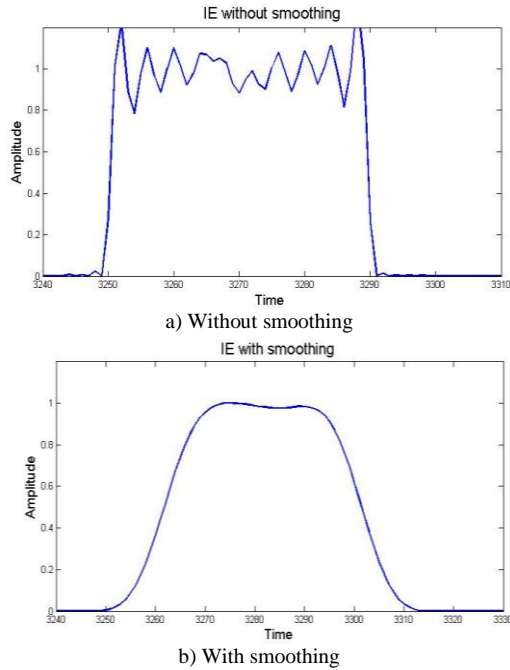 IE without smoothing
Amplitude
1
0.8
0.6
0.4
0.2
0
3240 3250 3260 3270 3280 3290 3300 3310
Time
a) Without smoothing
IE with smoothing
Amplitude
1
0.8
0.6
0.4
0.2
0
3240 3250 3260 3270 3280 3290 3300 3310 3320 3330
Time
b) With smoothing